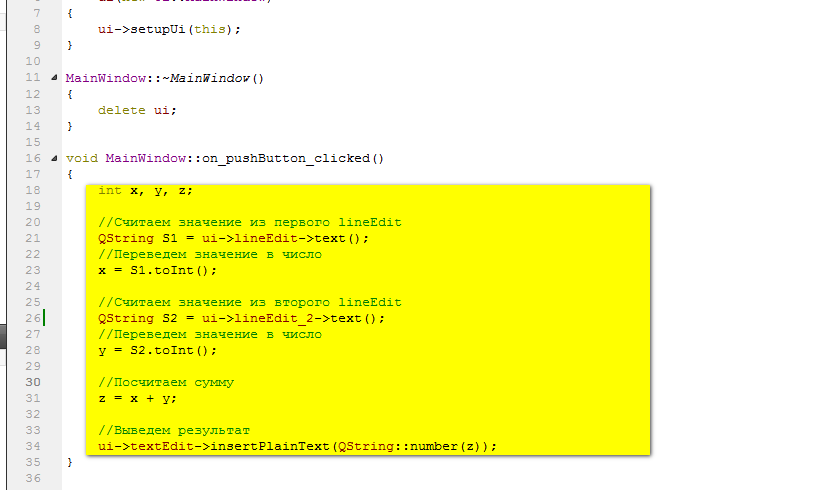 7 {
8 ui->setupUi(this);
9 }
10
11 MainWindow::~MainWindow()
12 {
13 delete ui;
14 }
15
16 void MainWindow::on_pushButton_clicked()
17 {
18 int x, y, z;
19
20 //Считаем значение из первого lineEdit
21 QString S1 = ui->lineEdit->text();
22 //Переведем значение в число
23 x = S1.toInt();
24
25 //Считаем значение из второго lineEdit
26 QString S2 = ui->lineEdit_2->text();
27 //Переведем значение в число
28 y = S2.toInt();
29
30 //Посчитаем сумму
31 z = x + y;
32
33 //Выведем результат
34 ui->textEdit->insertPlainText(QString::number(z));
35 }
36